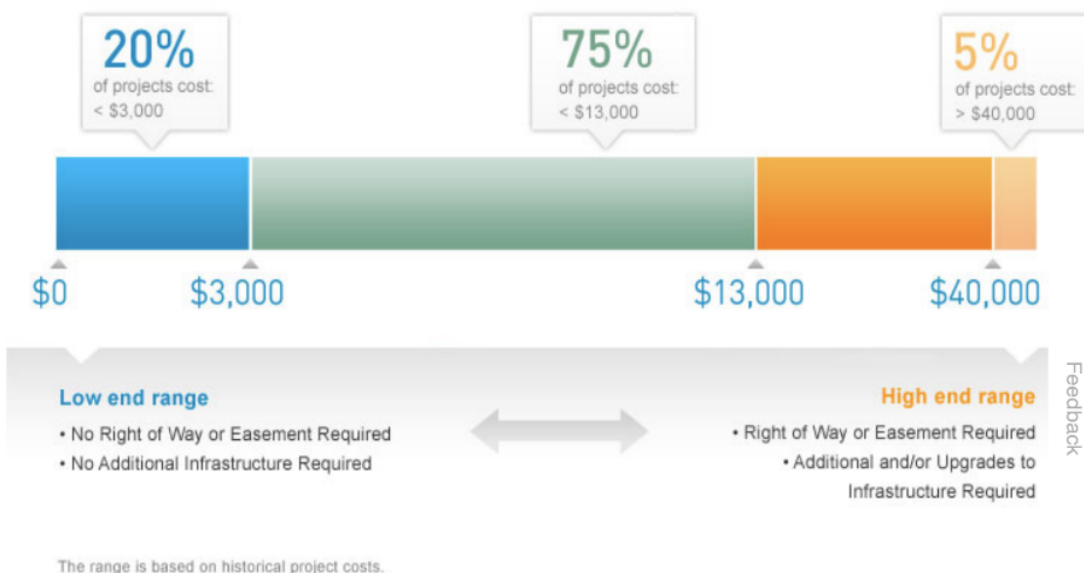 20%
of projects cost:
< $3,000
75%
of projects cost:
< $13,000
5%
of projects cost:
> $40,000
$0
$3,000
$13,000
$40,000
Low end range
• No Right of Way or Easement Required
• No Additional Infrastructure Required
High end range
• Right of Way or Easement Required
• Additional and/or Upgrades to
Infrastructure Required
Feedback
The range is based on historical project costs.